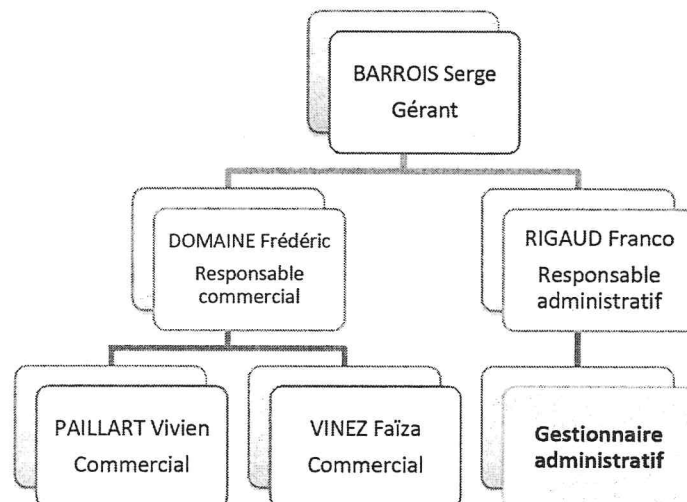 BARROIS Serge
Gérant
DOMAINE Frédéric
Responsable
commercial
RIGAUD Franco
Responsable
administratif
PAILLART Vivien
Commercial
VINEZ Faïza
Commercial
Gestionnaire
administratif